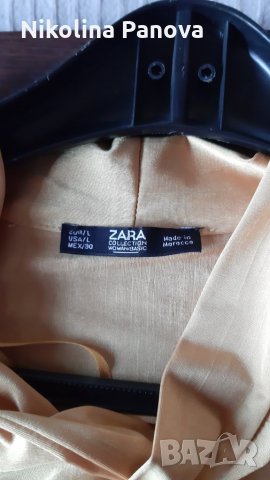 Nikolina Panova
EUR/L
USA/L
MEX/30
ZARA
COLLECTION
WOMAN/BASIC
Made in
Morocco
BAZAR